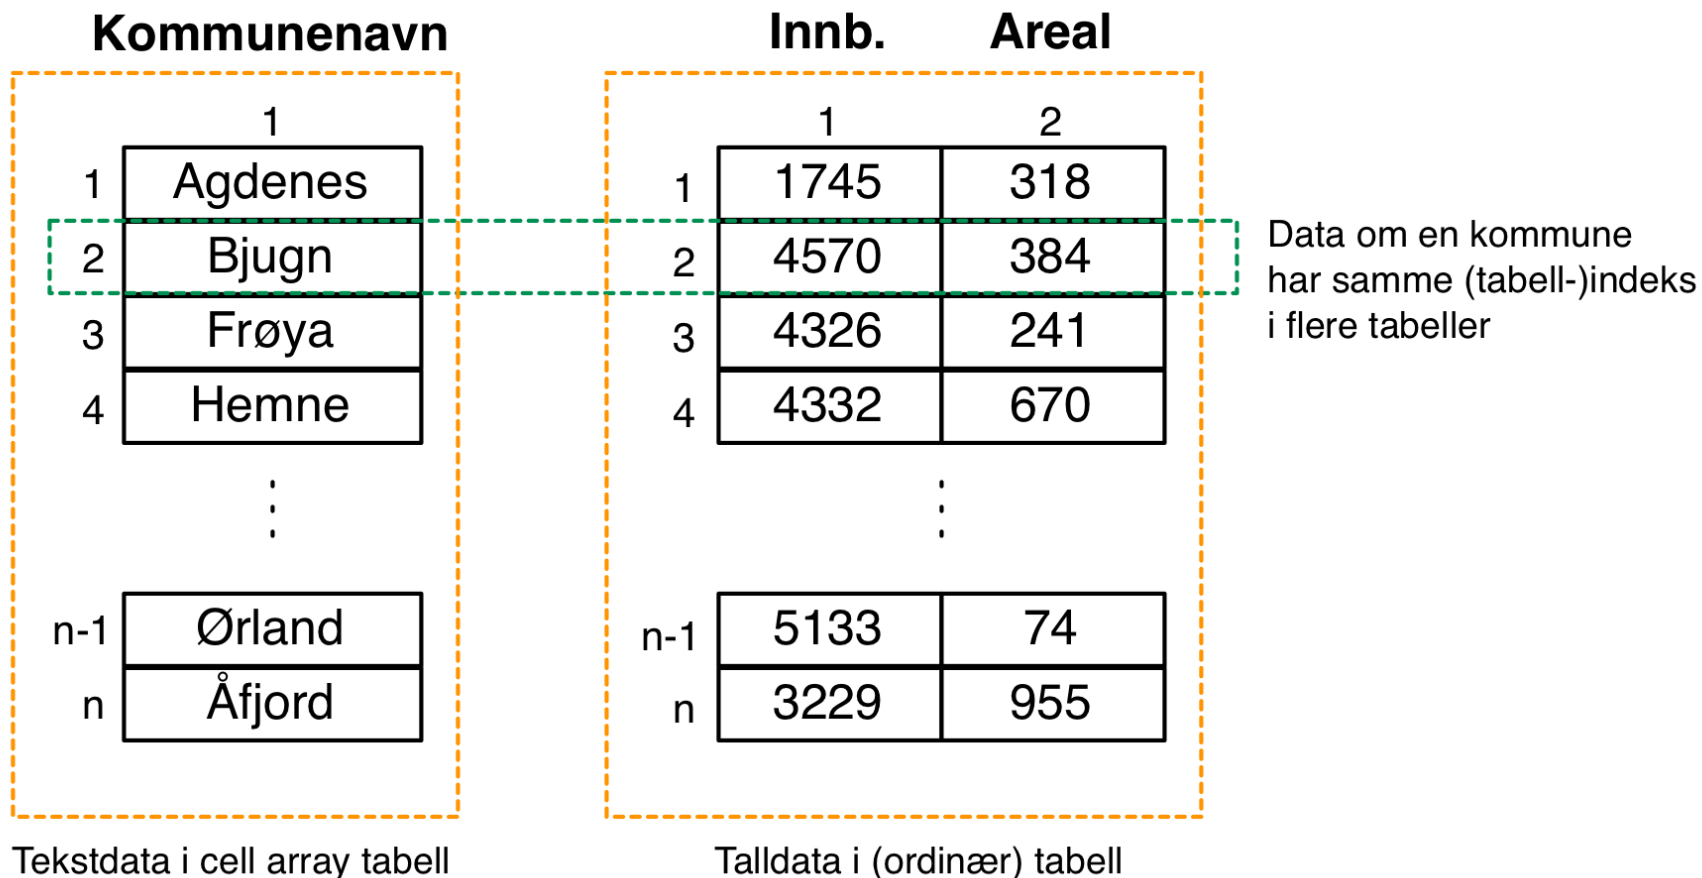 Kommunenavn Innb. Areal
1 1 2
1 Agdenes 1 1745 318
2 Bjugn 2 4570 384
3 Frøya 3 4326 241
4 Hemne 4 4332 670
n-1 Ørland n-1 5133 74
n Åfjord n 3229 955
Data om en kommune
har samme (tabell-)indeks
i flere tabeller
Tekstdata i cell array tabell Talldata i (ordinær) tabell